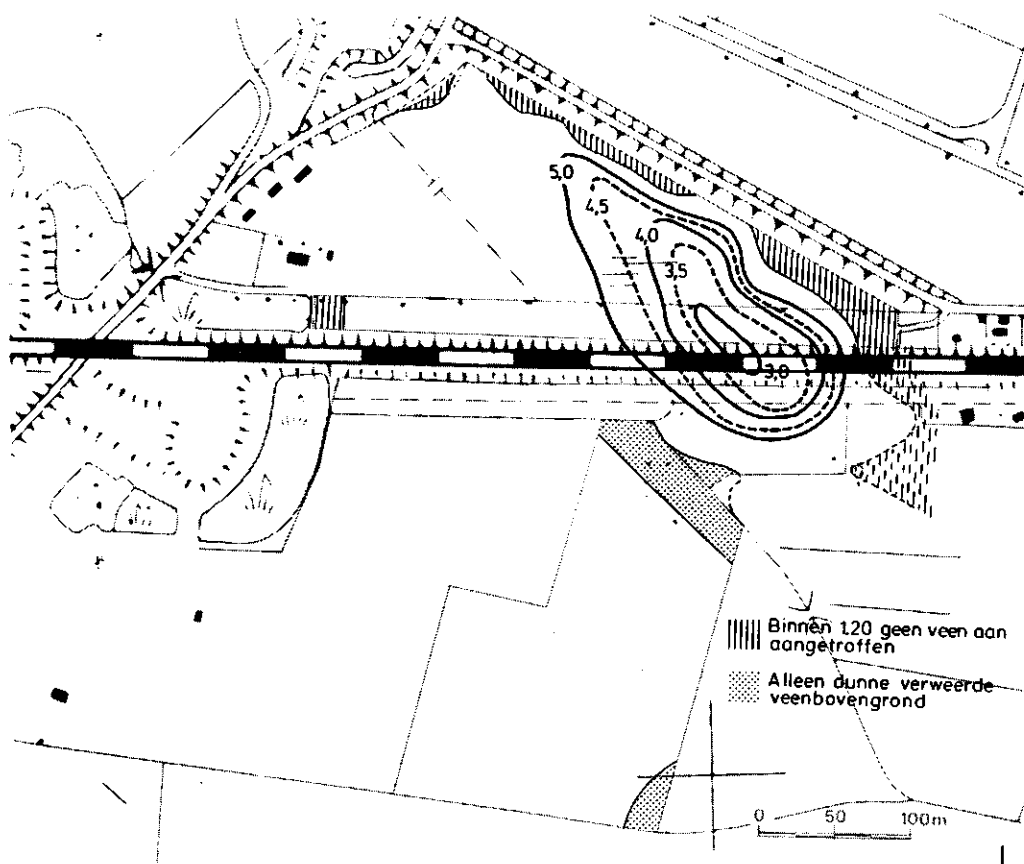 5,0
4,5
4,0
3,5
3,0
Binnen 1.20 geen veen aan
aangetroffen
Alleen dunne verweerde
veenbovengrond
0 50 100m